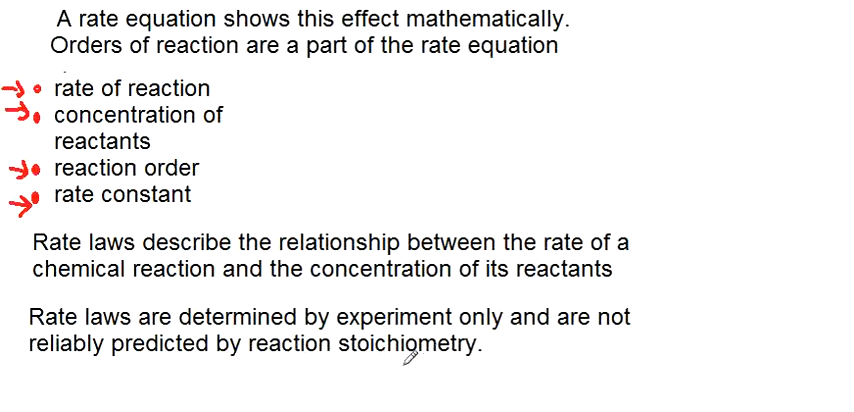 A rate equation shows this effect mathematically.
Orders of reaction are a part of the rate equation
rate of reaction
concentration of
reactants
reaction order
rate constant
Rate laws describe the relationship between the rate of a
chemical reaction and the concentration of its reactants
Rate laws are determined by experiment only and are not
reliably predicted by reaction stoichiometry.